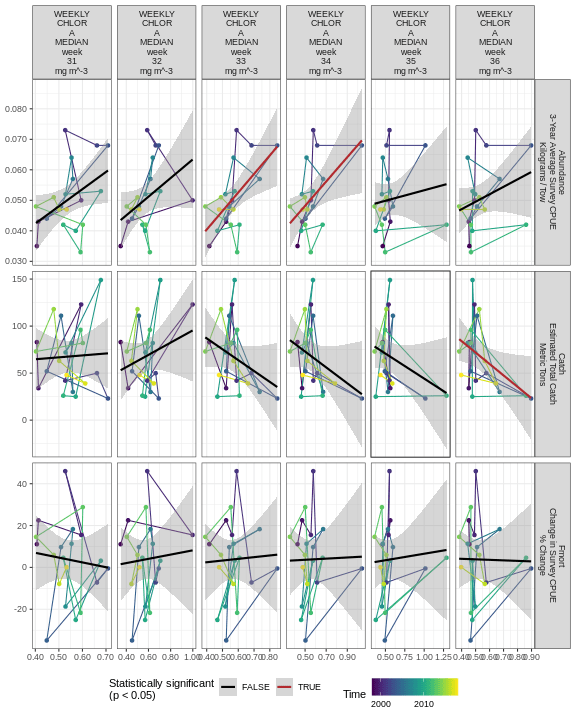 WEEKLY
CHLOR
A
MEDIAN
week
31
mg m^-3
WEEKLY
CHLOR
A
MEDIAN
week
32
mg m^-3
WEEKLY
CHLOR
A
MEDIAN
week
33
mg m^-3
WEEKLY
CHLOR
A
MEDIAN
week
34
mg m^-3
WEEKLY
CHLOR
A
MEDIAN
week
35
mg m^-3
WEEKLY
CHLOR
A
MEDIAN
week
36
mg m^-3
0.080
0.070
0.060
0.050
0.040
0.030
Abundance
3-Year Average Survey CPUE
Kilograms / Tow
150
100
50
0
Catch
Estimated Total Catch
Metric Tons
40
20
0
-20
Fmort
Change in Survey CPUE
% Change
0.40 0.50 0.60 0.70
0.40 0.60 0.80 1.00
0.40 0.50 0.60 0.70 0.80
0.50 0.70 0.90
0.50 0.75 1.00 1.25
0.40 0.50 0.60 0.70 0.80 0.90
Statistically significant
(p < 0.05)
FALSE
TRUE
Time
2000 2010